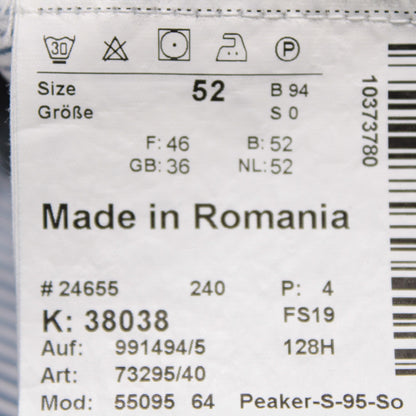 30 P
Size 52 B 94
Größe S 0
F: 46 B: 52
GB: 36 NL: 52
Made in Romania
# 24655 240 P: 4
K: 38038 FS19
Auf: 991494/5 128H
Art: 73295/40
Mod: 55095 64 Peaker-S-95-So
10373780